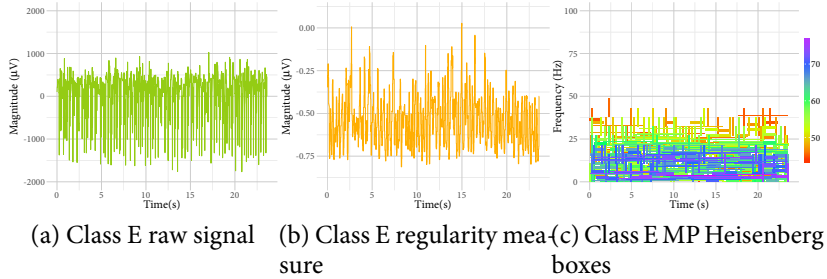 2000
1000
0
-1000
-2000
Magnitude (μV)
0 5 10 15 20
Time(s)
0.00
-0.25
-0.50
-0.75
Magnitude (μV)
0 5 10 15 20
Time(s)
100
75
50
25
0
Frequency (Hz)
0 5 10 15 20
Time(s)
70
60
50
(a) Class E raw signal
(b) Class E regularity mea-
sure
(c) Class E MP Heisenberg
boxes